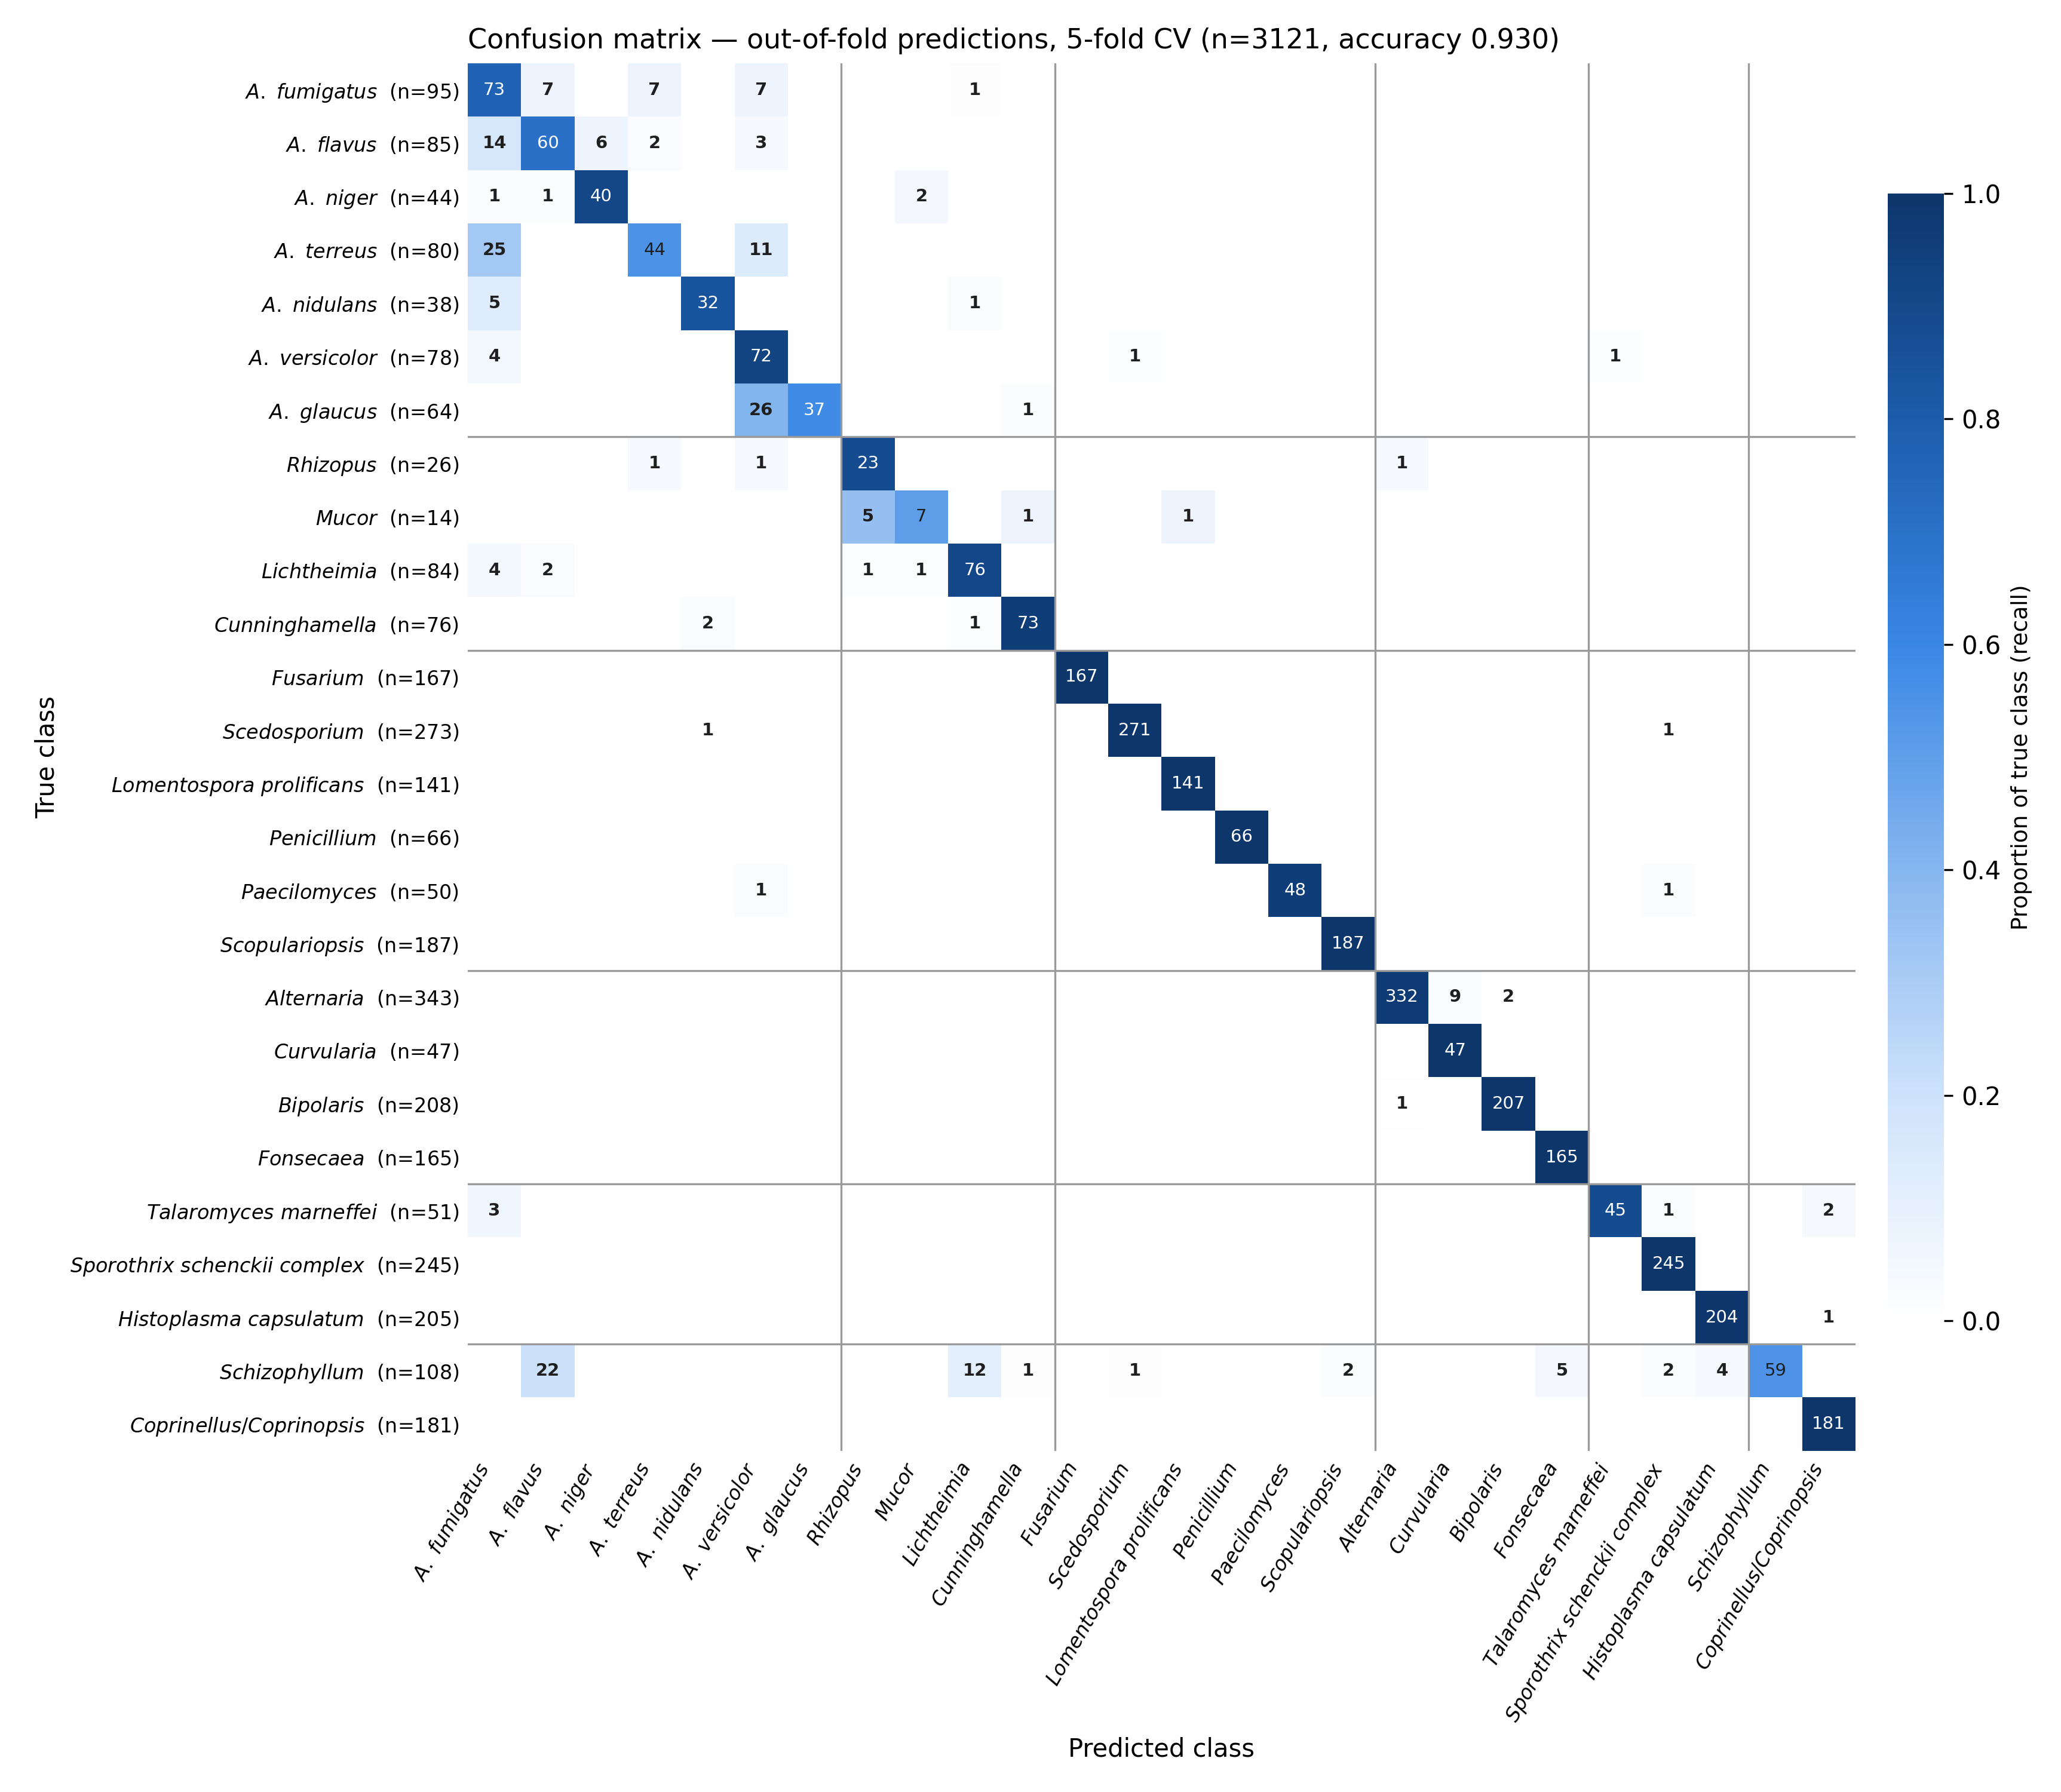 Confusion matrix — out-of-fold predictions, 5-fold CV (n=3121, accuracy 0.930)
A. fumigatus (n=95) 73 7 7 7 1
A. flavus (n=85) 14 60 6 2 3
A. niger (n=44) 1 1 40 2
A. terreus (n=80) 25 44 11
A. nidulans (n=38) 5 32 1
A. versicolor (n=78) 4 72 1 1
A. glaucus (n=64) 26 37 1
Rhizopus (n=26) 1 1 23 1
Mucor (n=14) 5 7 1 1
Lichtheimia (n=84) 4 2 1 1 76
Cunninghamella (n=76) 2 1 73
Fusarium (n=167) 167
Scedosporium (n=273) 1 271 1
Lomentospora prolificans (n=141) 141
Penicillium (n=66) 66
Paecilomyces (n=50) 1 48 1
Scopulariopsis (n=187) 187
Alternaria (n=343) 332 9 2
Curvularia (n=47) 47
Bipolaris (n=208) 1 207
Fonsecaea (n=165) 165
Talaromyces marneffei (n=51) 3 45 1 2
Sporothrix schenckii complex (n=245) 245
Histoplasma capsulatum (n=205) 204 1
Schizophyllum (n=108) 22 12 1 1 2 5 2 4 59
Coprinellus/Coprinopsis (n=181) 181
True class
A. fumigatus
A. flavus
A. niger
A. terreus
A. nidulans
A. versicolor
A. glaucus
Rhizopus
Mucor
Lichtheimia
Cunninghamella
Fusarium
Scedosporium
Lomentospora prolificans
Penicillium
Paecilomyces
Scopulariopsis
Alternaria
Curvularia
Bipolaris
Fonsecaea
Talaromyces marneffei
Sporothrix schenckii complex
Histoplasma capsulatum
Schizophyllum
Coprinellus/Coprinopsis
Predicted class
1.0
0.8
0.6
0.4
0.2
0.0
Proportion of true class (recall)